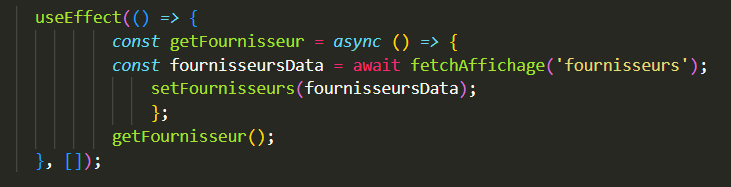 useEffect(() => {
const getFournisseur = async () => {
const fournisseursData = await fetchAffichage('fournisseurs');
setFournisseurs(fournisseursData);
};
getFournisseur();
}, []);